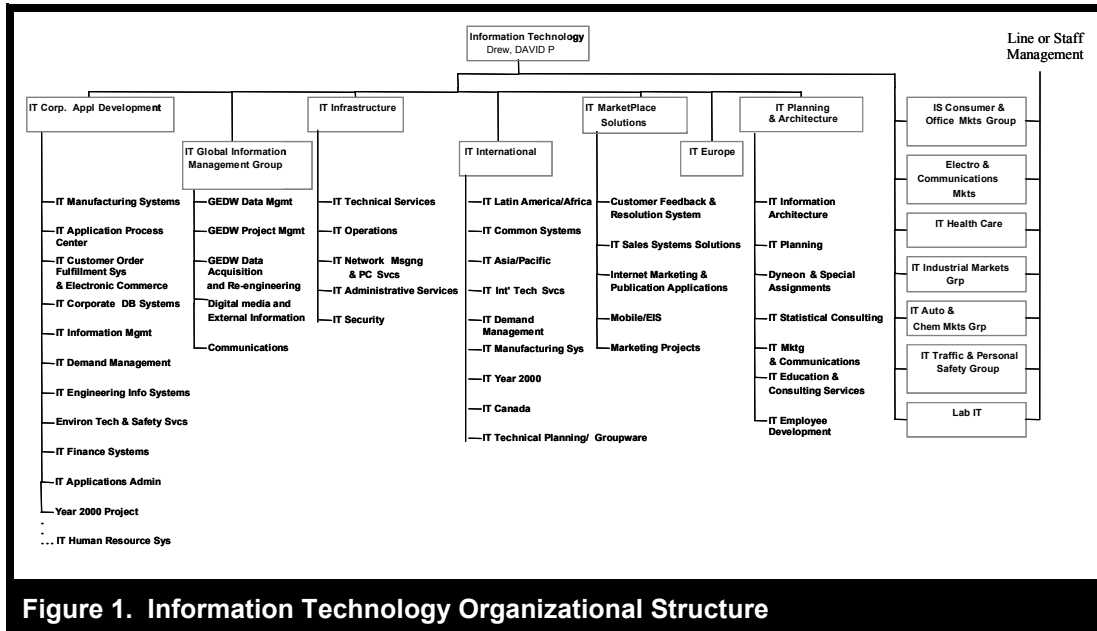 Information Technology
Drew, DAVID P
Line or Staff
Management
IT Corp. Appl Development
IT Manufacturing Systems
IT Application Process
Center
IT Customer Order
Fulfillment Sys
& Electronic Commerce
IT Corporate DB Systems
IT Information Mgmt
IT Demand Management
IT Engineering Info Systems
Environ Tech & Safety Svcs
IT Finance Systems
IT Applications Admin
Year 2000 Project
IT Human Resource Sys
IT Global Information
Management Group
GEDW Data Mgmt
GEDW Project Mgmt
GEDW Data
Acquisition
and Re-engineering
Digital media and
External Information
Communications
IT Infrastructure
IT Technical Services
IT Operations
IT Network Msgng
& PC Svcs
IT Administrative Services
IT Security
IT International
IT Latin America/Africa
IT Common Systems
IT Asia/Pacific
IT Int' Tech Svcs
IT Demand
Management
IT Manufacturing Sys
IT Year 2000
IT Canada
IT Technical Planning/ Groupware
IT MarketPlace
Solutions
Customer Feedback &
Resolution System
IT Sales Systems Solutions
Internet Marketing &
Publication Applications
Mobile/EIS
Marketing Projects
IT Europe
IT Planning
& Architecture
IT Information
Architecture
IT Planning
Dyneon & Special
Assignments
IT Statistical Consulting
IT Mktg
& Communications
IT Education &
Consulting Services
IT Employee
Development
IS Consumer &
Office Mkts Group
Electro &
Communications
Mkts
IT Health Care
IT Industrial Markets
Grp
IT Auto &
Chem Mkts Grp
IT Traffic & Personal
Safety Group
Lab IT
Figure 1. Information Technology Organizational Structure